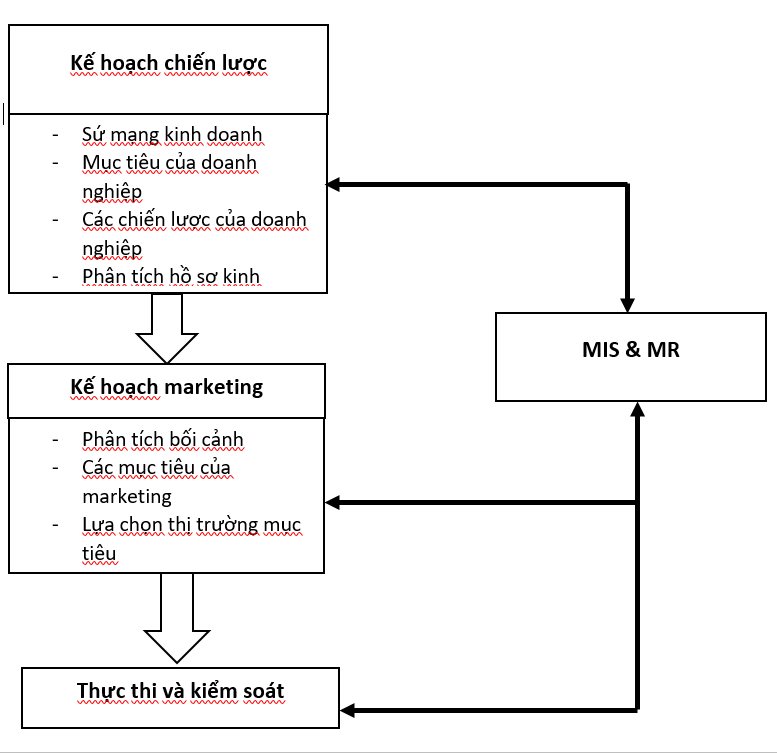 Kế hoạch chiến lược
- Sứ mạng kinh doanh
- Mục tiêu của doanh
nghiệp
- Các chiến lược của doanh
nghiệp
- Phân tích hồ sơ kinh
MIS & MR
Kế hoạch marketing
- Phân tích bối cảnh
- Các mục tiêu của
marketing
- Lựa chọn thị trường mục
tiêu
Thực thi và kiểm soát